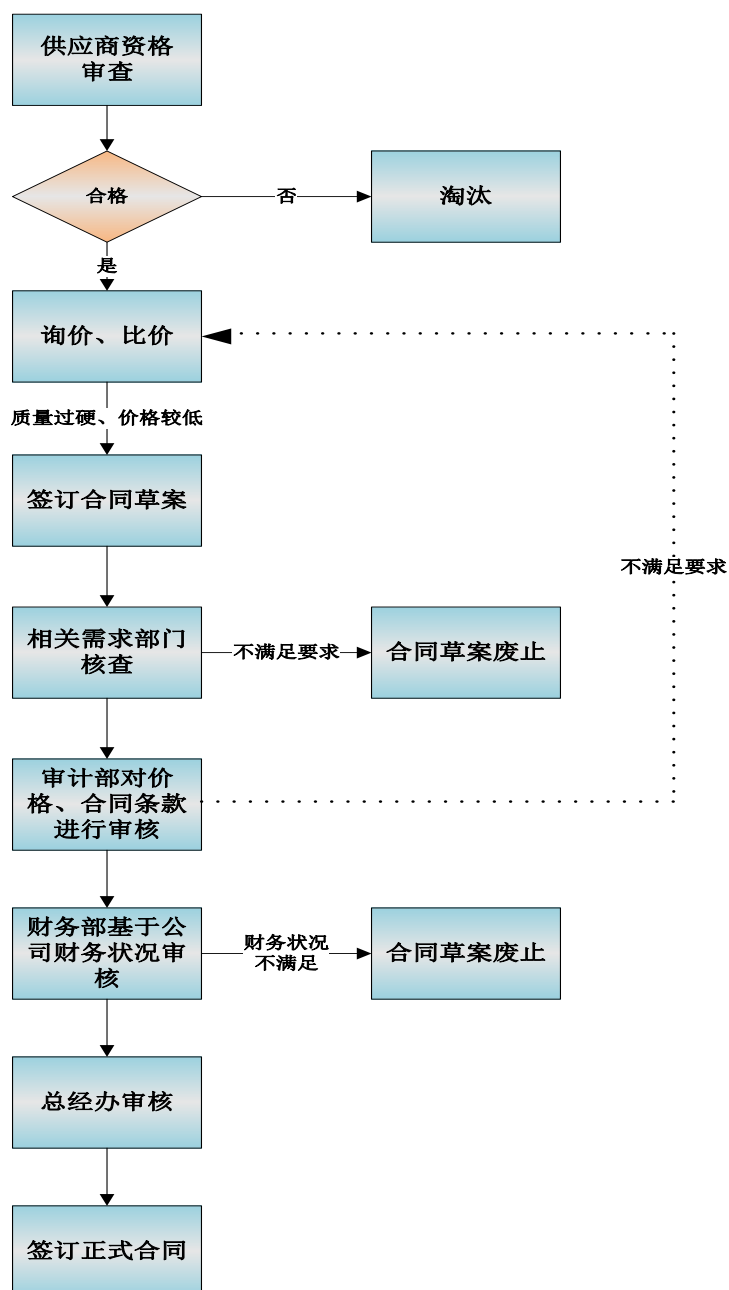 供应商资格
审查
合格
否
淘汰
是
询价、比价
质量过硬、价格较低
签订合同草案
不满足要求
相关需求部门
核查
不满足要求
合同草案废止
审计部对价
格、合同条款
进行审核
财务部基于公
司财务状况审
核
财务状况
不满足
合同草案废止
总经办审核
签订正式合同